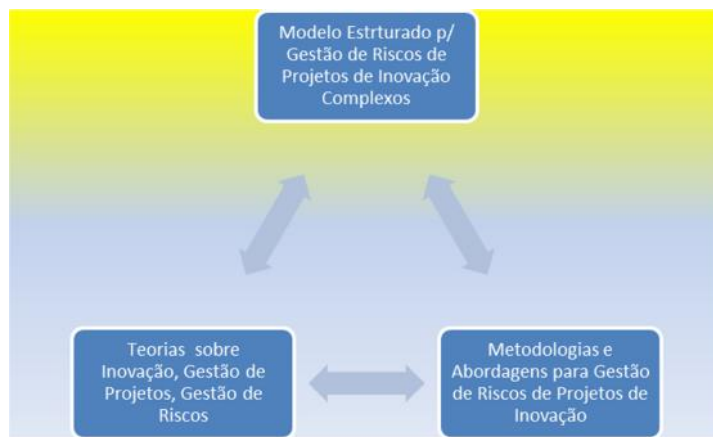 Modelo Estrturado p/
Gestão de Riscos de
Projetos de Inovação
Complexos
Teorias sobre
Inovação, Gestão de
Projetos, Gestão de
Riscos
Metodologias e
Abordagens para Gestão
de Riscos de Projetos de
Inovação